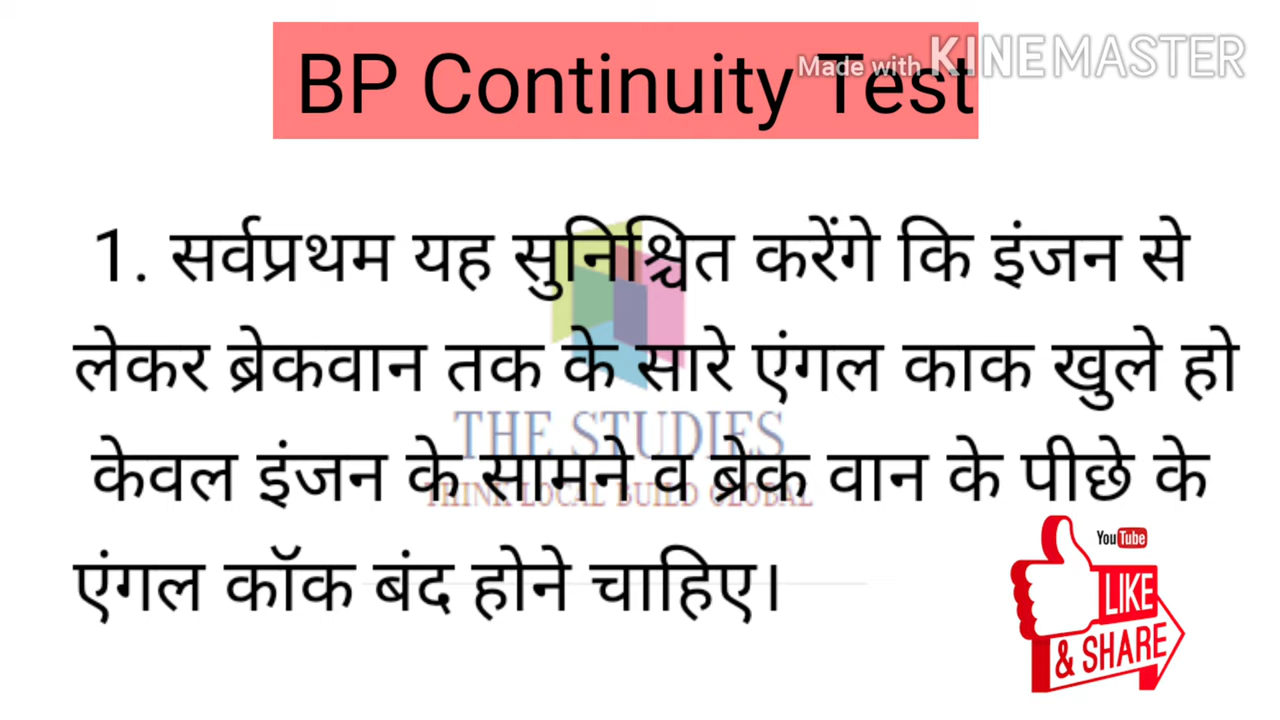 BP Continuity Test
Made with KINEMASTER
1. सर्वप्रथम यह सुनिश्चित करेंगे कि इंजन से
लेकर ब्रेकवान तक के सारे एंगल काक खुले हो
केवल इंजन के सामने व ब्रेक वान के पीछे के
एंगल कॉक बंद होने चाहिए।
THE STUDIES
THINK LOCAL BUILD GLOBAL
YouTube
LIKE
& SHARE